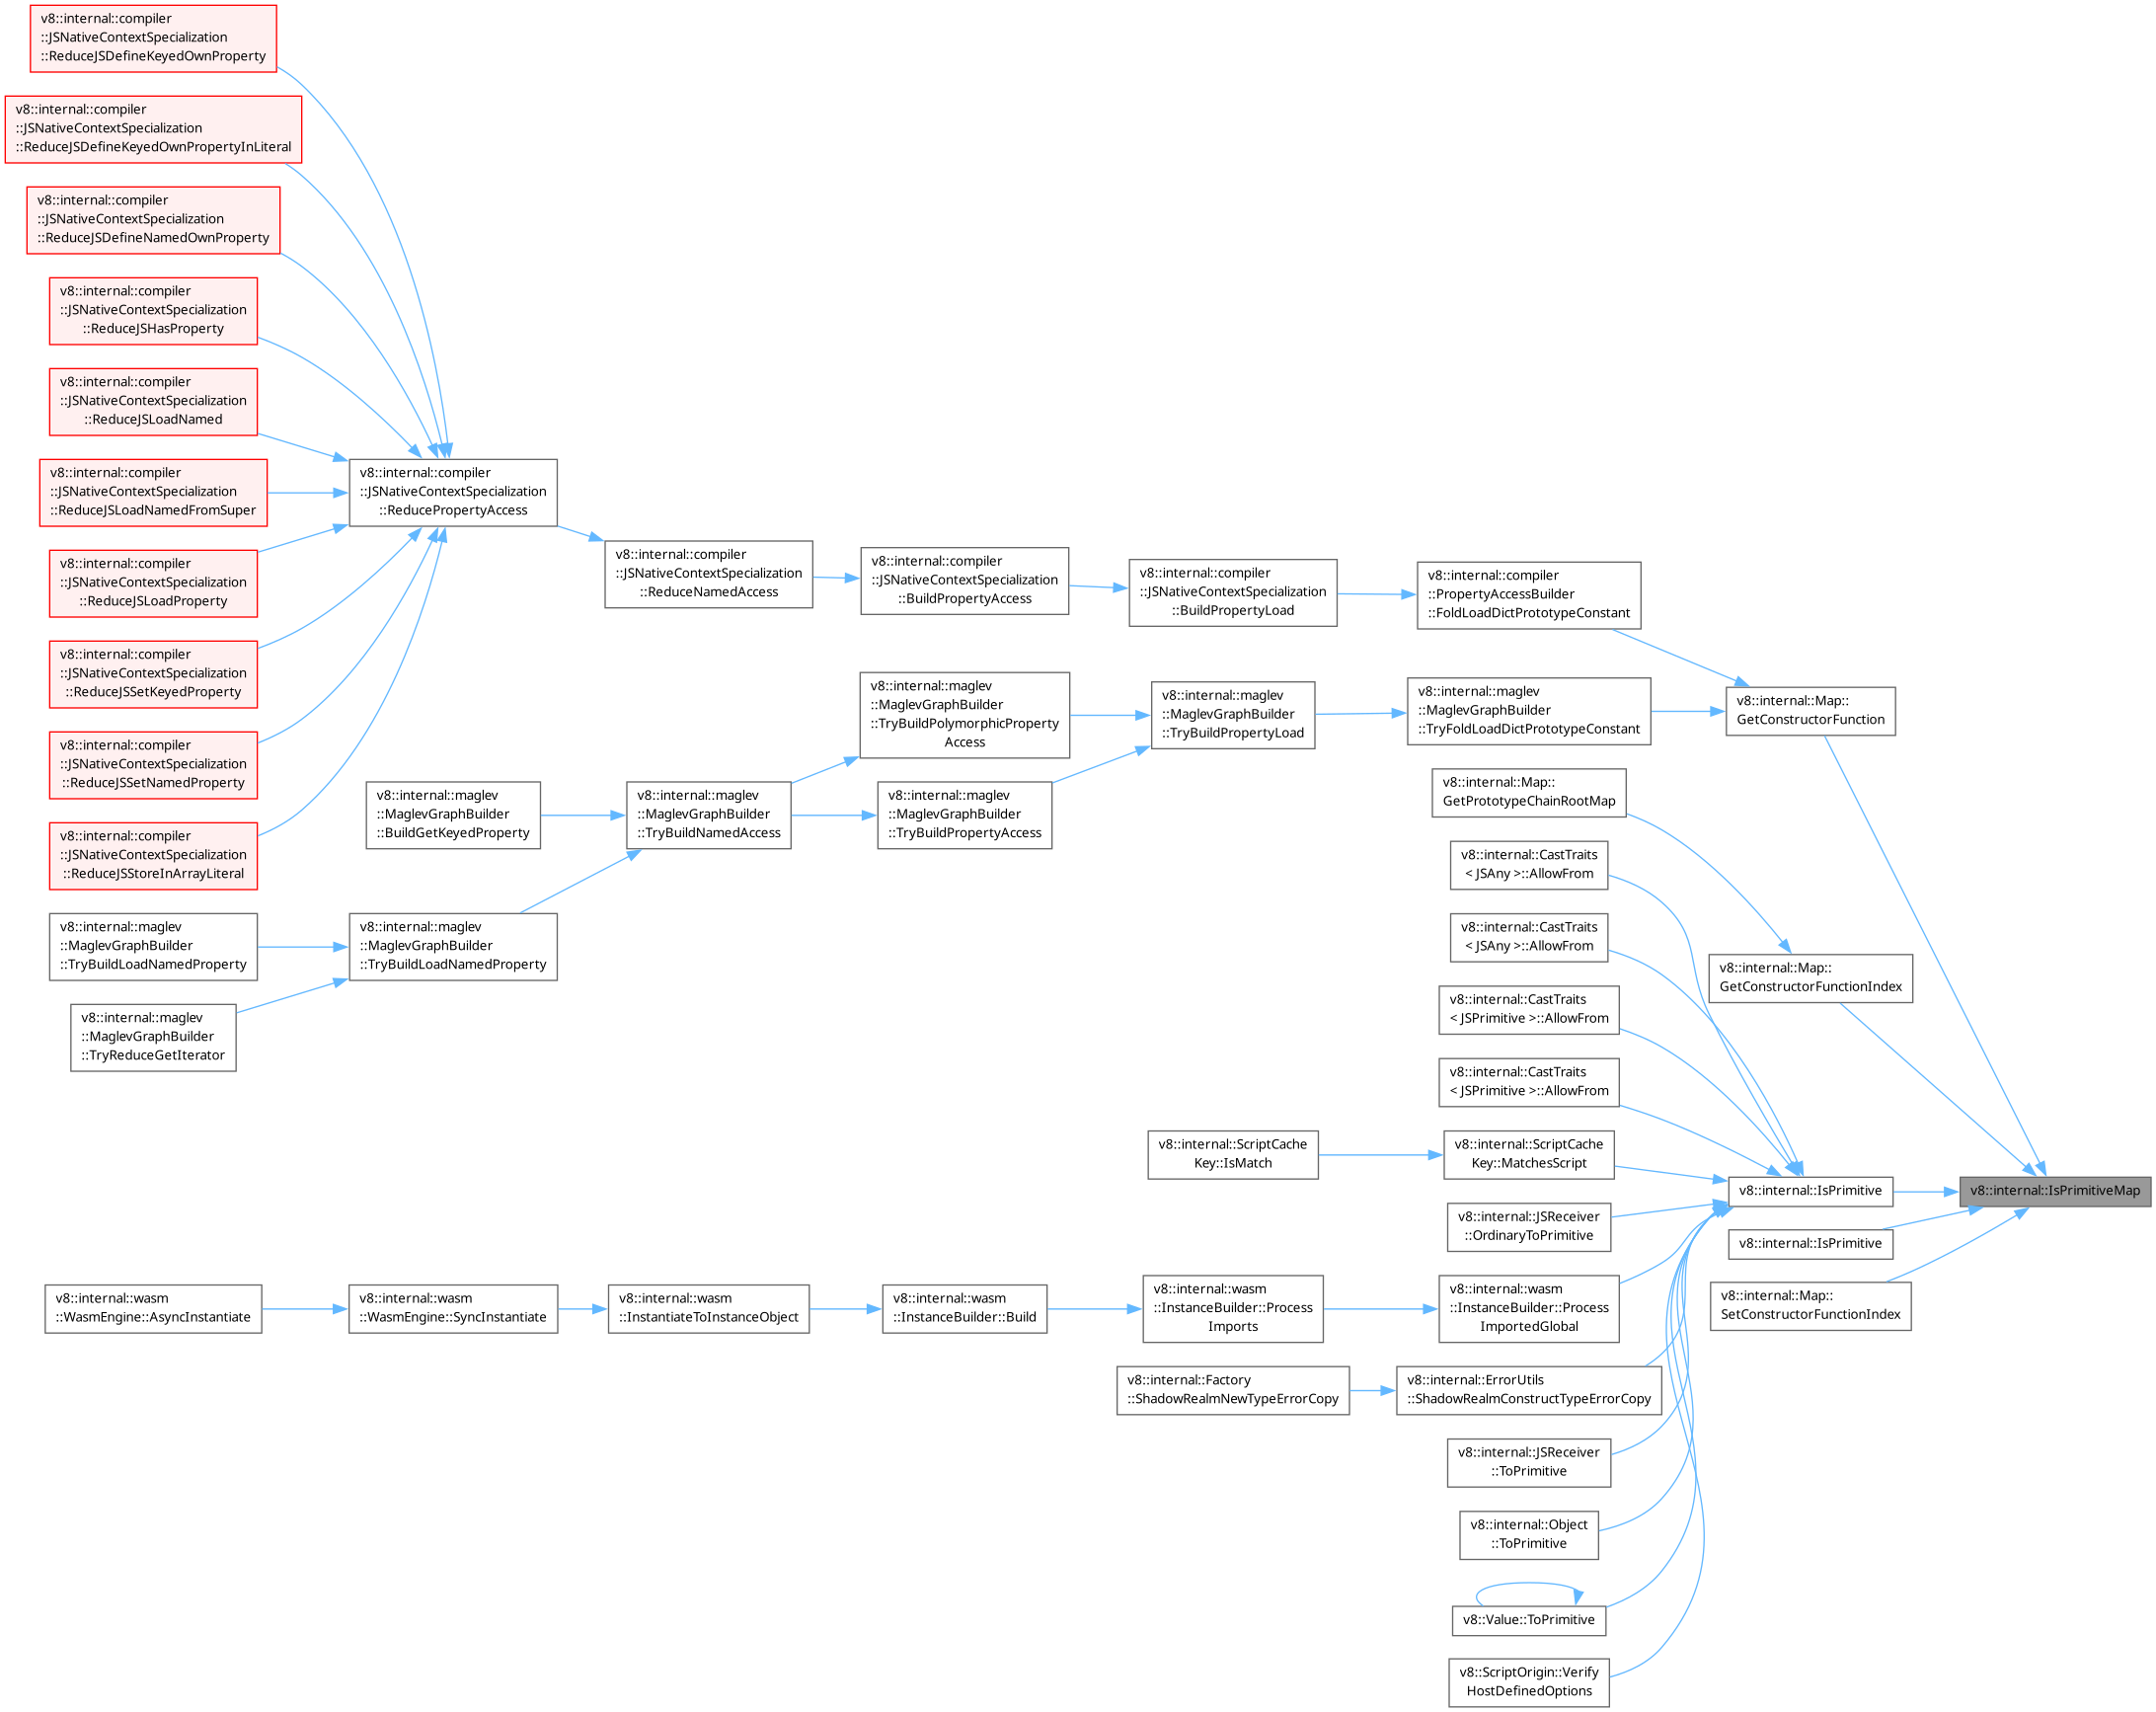 v8::internal::compiler
::JSNativeContextSpecialization
::ReduceJSDefineKeyedOwnProperty
v8::internal::compiler
::JSNativeContextSpecialization
::ReduceJSDefineKeyedOwnPropertyInLiteral
v8::internal::compiler
::JSNativeContextSpecialization
::ReduceJSDefineNamedOwnProperty
v8::internal::compiler
::JSNativeContextSpecialization
::ReduceJSHasProperty
v8::internal::compiler
::JSNativeContextSpecialization
::ReduceJSLoadNamed
v8::internal::compiler
::JSNativeContextSpecialization
::ReduceJSLoadNamedFromSuper
v8::internal::compiler
::JSNativeContextSpecialization
::ReduceJSLoadProperty
v8::internal::compiler
::JSNativeContextSpecialization
::ReduceJSSetKeyedProperty
v8::internal::compiler
::JSNativeContextSpecialization
::ReduceJSSetNamedProperty
v8::internal::compiler
::JSNativeContextSpecialization
::ReduceJSStoreInArrayLiteral
v8::internal::maglev
::MaglevGraphBuilder
::TryBuildLoadNamedProperty
v8::internal::maglev
::MaglevGraphBuilder
::TryReduceGetIterator
v8::internal::wasm
::WasmEngine::AsyncInstantiate
v8::internal::compiler
::JSNativeContextSpecialization
::ReducePropertyAccess
v8::internal::maglev
::MaglevGraphBuilder
::BuildGetKeyedProperty
v8::internal::maglev
::MaglevGraphBuilder
::TryBuildLoadNamedProperty
v8::internal::wasm
::WasmEngine::SyncInstantiate
v8::internal::compiler
::JSNativeContextSpecialization
::ReduceNamedAccess
v8::internal::maglev
::MaglevGraphBuilder
::TryBuildNamedAccess
v8::internal::wasm
::InstantiateToInstanceObject
v8::internal::compiler
::JSNativeContextSpecialization
::BuildPropertyAccess
v8::internal::maglev
::MaglevGraphBuilder
::TryBuildPolymorphicProperty
Access
v8::internal::maglev
::MaglevGraphBuilder
::TryBuildPropertyAccess
v8::internal::wasm
::InstanceBuilder::Build
v8::internal::compiler
::JSNativeContextSpecialization
::BuildPropertyLoad
v8::internal::maglev
::MaglevGraphBuilder
::TryBuildPropertyLoad
v8::internal::ScriptCache
Key::IsMatch
v8::internal::wasm
::InstanceBuilder::Process
Imports
v8::internal::Factory
::ShadowRealmNewTypeErrorCopy
v8::internal::compiler
::PropertyAccessBuilder
::FoldLoadDictPrototypeConstant
v8::internal::maglev
::MaglevGraphBuilder
::TryFoldLoadDictPrototypeConstant
v8::internal::Map::
GetPrototypeChainRootMap
v8::internal::CastTraits
< JSAny >::AllowFrom
v8::internal::CastTraits
< JSAny >::AllowFrom
v8::internal::CastTraits
< JSPrimitive >::AllowFrom
v8::internal::CastTraits
< JSPrimitive >::AllowFrom
v8::internal::ScriptCache
Key::MatchesScript
v8::internal::JSReceiver
::OrdinaryToPrimitive
v8::internal::wasm
::InstanceBuilder::Process
ImportedGlobal
v8::internal::ErrorUtils
::ShadowRealmConstructTypeErrorCopy
v8::internal::JSReceiver
::ToPrimitive
v8::internal::Object
::ToPrimitive
v8::Value::ToPrimitive
v8::ScriptOrigin::Verify
HostDefinedOptions
v8::internal::Map::
GetConstructorFunction
v8::internal::Map::
GetConstructorFunctionIndex
v8::internal::IsPrimitive
v8::internal::IsPrimitive
v8::internal::Map::
SetConstructorFunctionIndex
v8::internal::IsPrimitiveMap